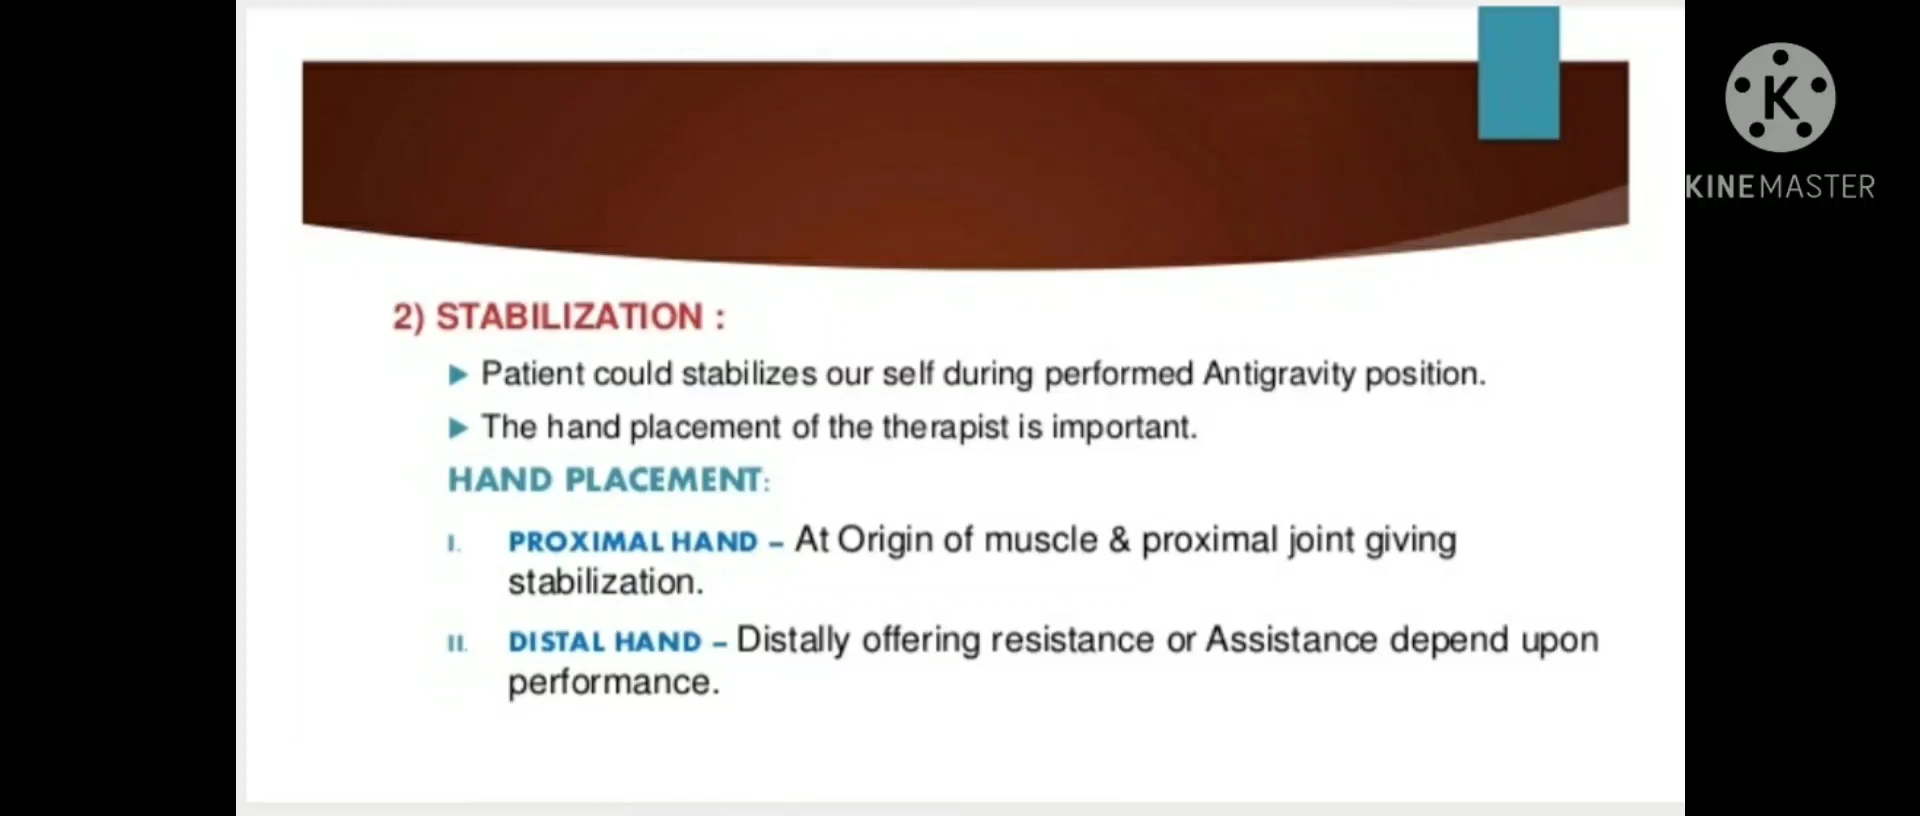 K
KINEMASTER
2) STABILIZATION :
Patient could stabilizes our self during performed Antigravity position.
The hand placement of the therapist is important.
HAND PLACEMENT:
I. PROXIMAL HAND – At Origin of muscle & proximal joint giving
stabilization.
II. DISTAL HAND – Distally offering resistance or Assistance depend upon
performance.